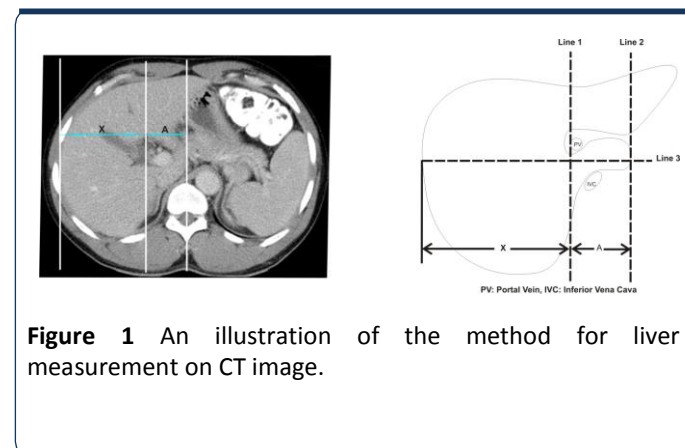 X
A
Line 1
Line 2
PV
Line 3
IVC
X
A
PV: Portal Vein, IVC: Inferior Vena Cava
Figure 1 An illustration of the method for liver
measurement on CT image.